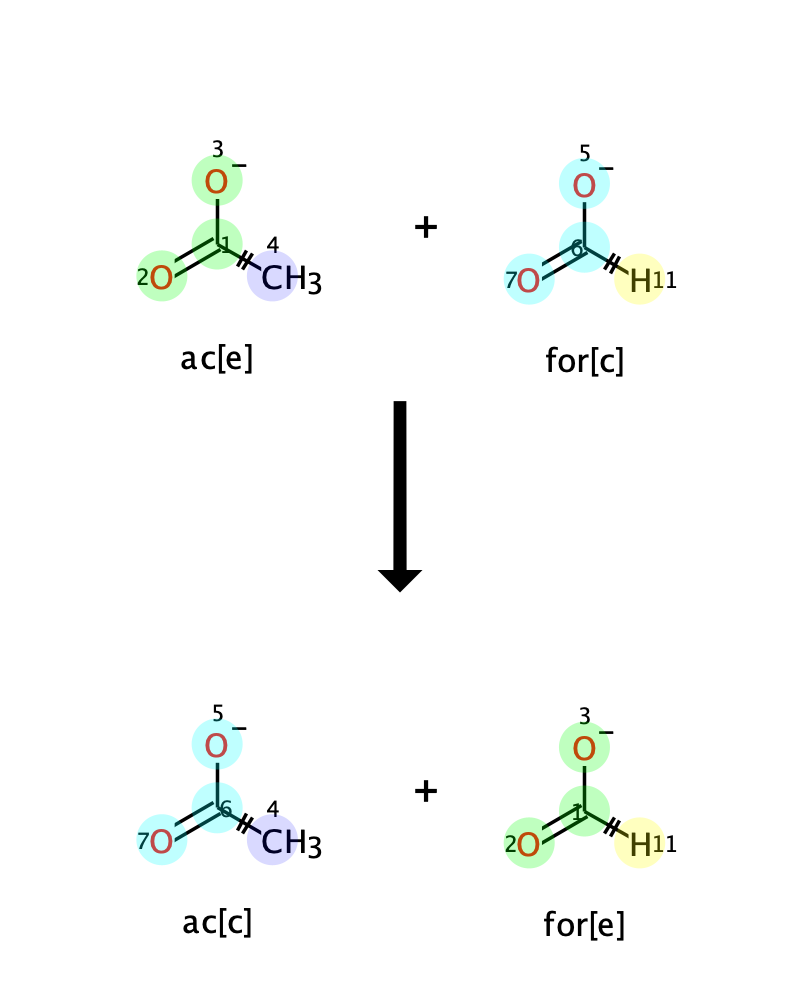 3 5
O− O−
1 4 6
2O CH3 + 7O H11
ac[e] for[c]
5 3
O− O−
6 4 1
7O CH3 + 2O H11
ac[c] for[e]